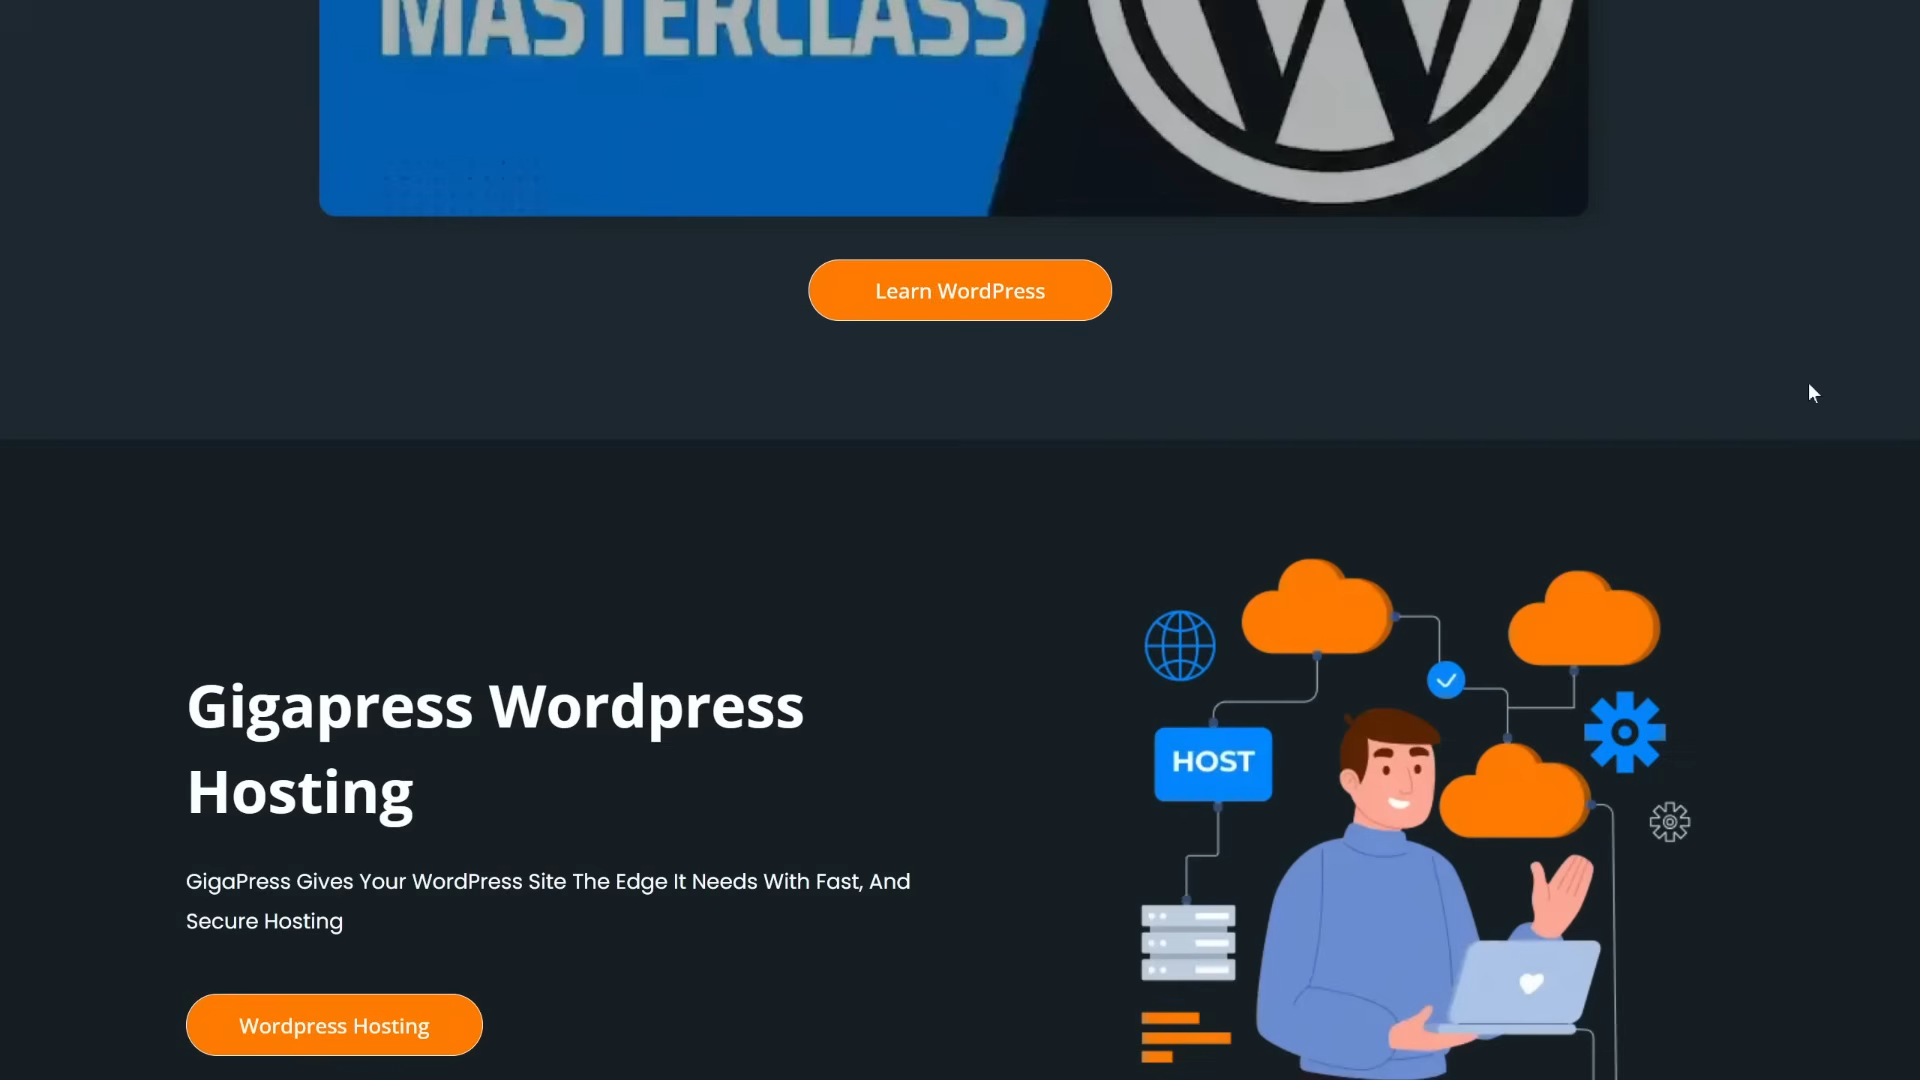 MASTERCLASS
Learn WordPress
HOST
Gigapress Wordpress
Hosting
GigaPress Gives Your WordPress Site The Edge It Needs With Fast, And
Secure Hosting
Wordpress Hosting